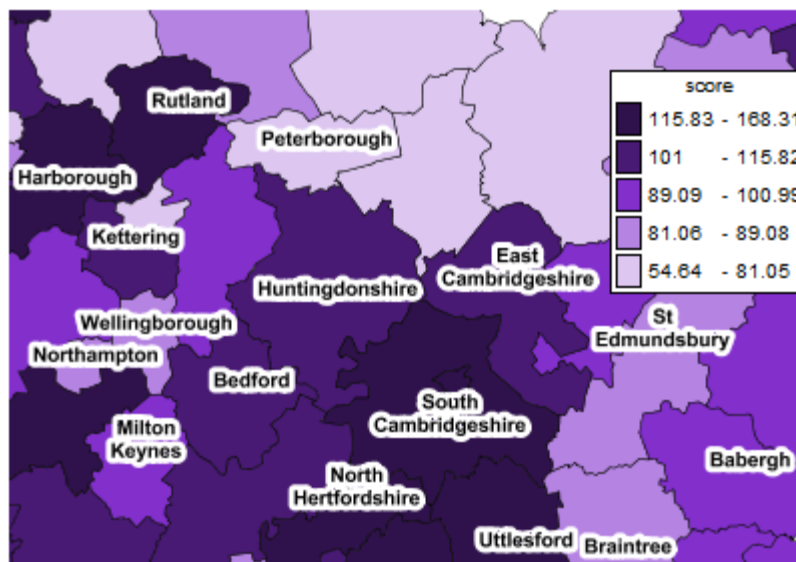 score
115.83 - 168.31
101 - 115.82
89.09 - 100.99
81.06 - 89.08
54.64 - 81.05
Rutland
Peterborough
Harborough
Kettering
East
Cambridgeshire
Huntingdonshire
Wellingborough
St
Edmundsbury
Northampton
Bedford
South
Cambridgeshire
Milton
Keynes
Babergh
North
Hertfordshire
Uttlesford
Braintree